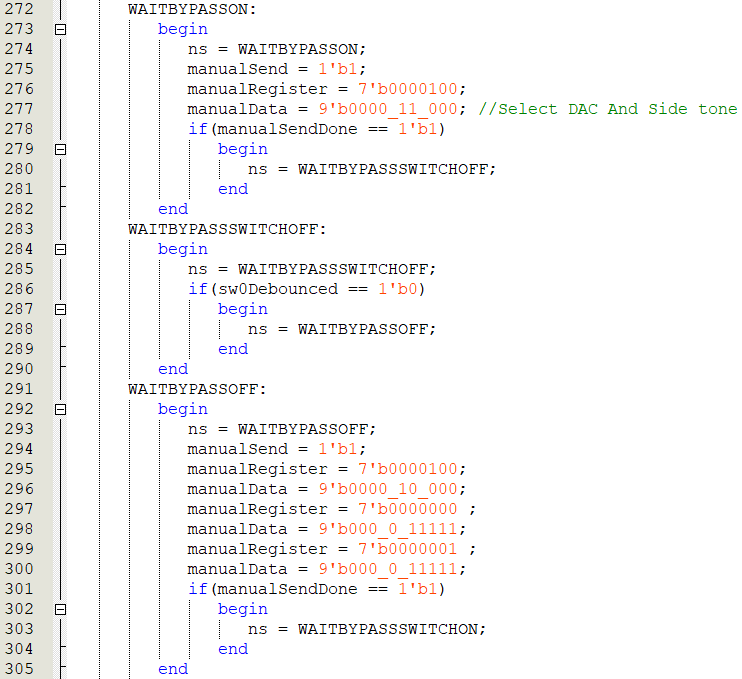 272 WAITBYPASSON:
273 begin
274 ns = WAITBYPASSON;
275 manualSend = 1'b1;
276 manualRegister = 7'b0000100;
277 manualData = 9'b0000_11_000; //Select DAC And Side tone
278 if(manualSendDone == 1'b1)
279 begin
280 ns = WAITBYPASSSWITCHOFF;
281 end
282 end
283 WAITBYPASSSWITCHOFF:
284 begin
285 ns = WAITBYPASSSWITCHOFF;
286 if(sw0Debounced == 1'b0)
287 begin
288 ns = WAITBYPASSOFF;
289 end
290 end
291 WAITBYPASSOFF:
292 begin
293 ns = WAITBYPASSOFF;
294 manualSend = 1'b1;
295 manualRegister = 7'b0000100;
296 manualData = 9'b0000_10_000;
297 manualRegister = 7'b0000000 ;
298 manualData = 9'b000_0_11111;
299 manualRegister = 7'b0000001 ;
300 manualData = 9'b000_0_11111;
301 if(manualSendDone == 1'b1)
302 begin
303 ns = WAITBYPASSSWITCHON;
304 end
305 end